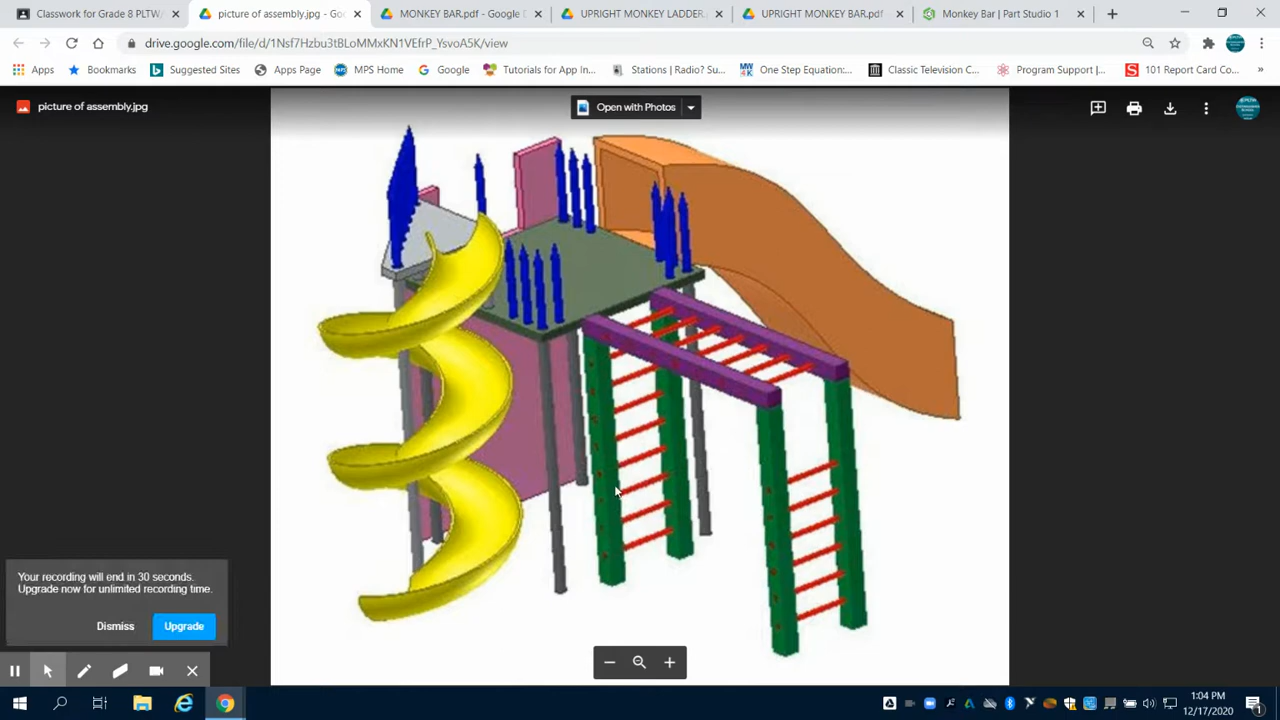 Classwork for Grade 8 PLTW/
picture of assembly.jpg - Goo
MONKEY BAR.pdf - Google D
UPRIGHT MONKEY LADDER.
UPRIGHT MONKEY BAR.pdf
Monkey Bar | Part Studio 1
drive.google.com/file/d/1Nsf7Hzbu3tBLoMMxKN1VEfrP_YsvoA5K/view
Apps
Bookmarks
Suggested Sites
Apps Page
MPS Home
Google
Tutorials for App In...
Stations | Radio? Su...
One Step Equation:...
Classic Television C...
Program Support |...
101 Report Card Co...
picture of assembly.jpg
Open with Photos
Your recording will end in 30 seconds.
Upgrade now for unlimited recording time.
Dismiss
Upgrade
1:04 PM
12/17/2020